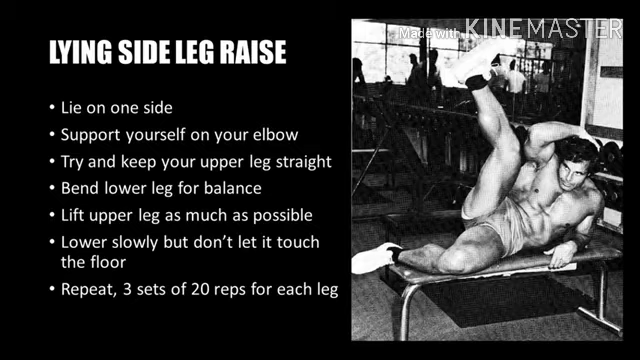 Made with KINEMASTER
LYING SIDE LEG RAISE
• Lie on one side
• Support yourself on your elbow
• Try and keep your upper leg straight
• Bend lower leg for balance
• Lift upper leg as much as possible
• Lower slowly but don't let it touch
the floor
• Repeat, 3 sets of 20 reps for each leg